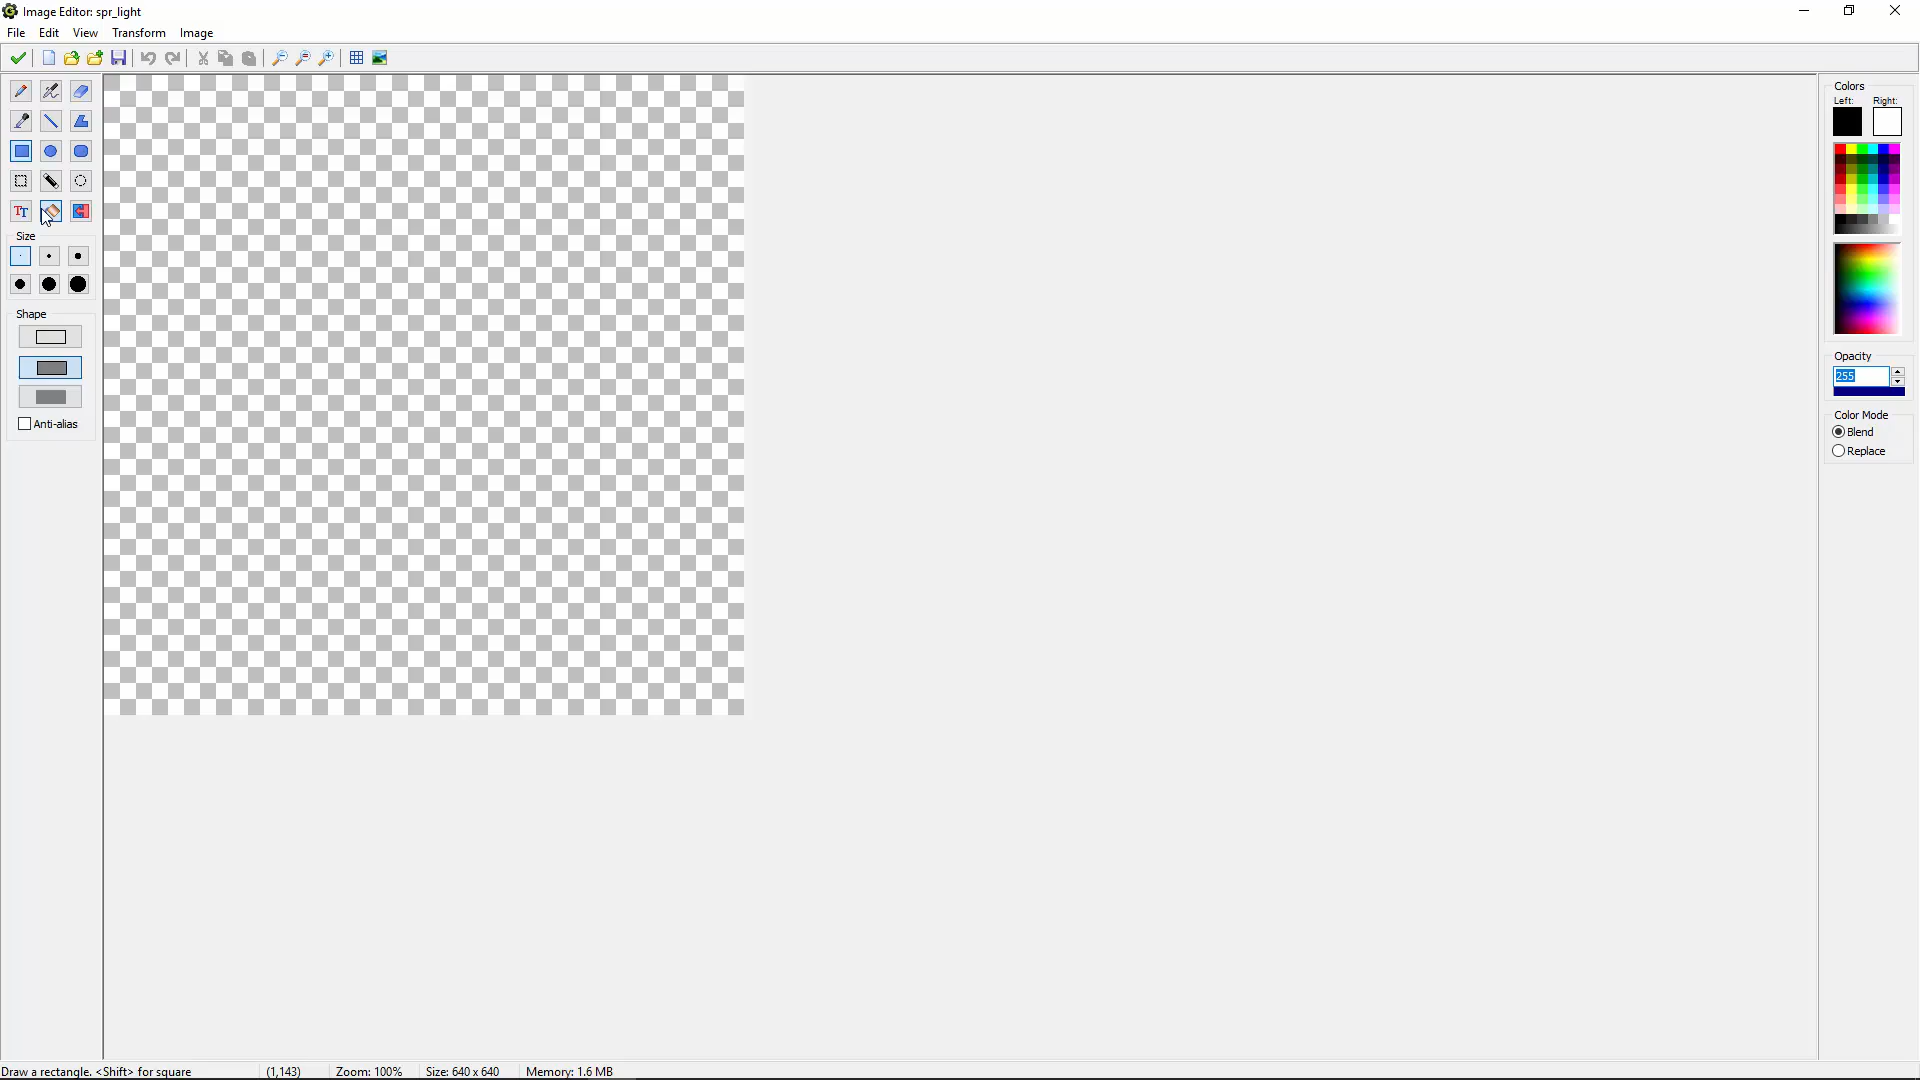 Image Editor: spr_light
File Edit View Transform Image
Colors
Left: Right:
TT
Size
Shape
Anti-alias
Opacity
255
Color Mode
Blend
Replace
Draw a rectangle. <Shift> for square (1,143) Zoom: 100% Size: 640 x 640 Memory: 1.6 MB